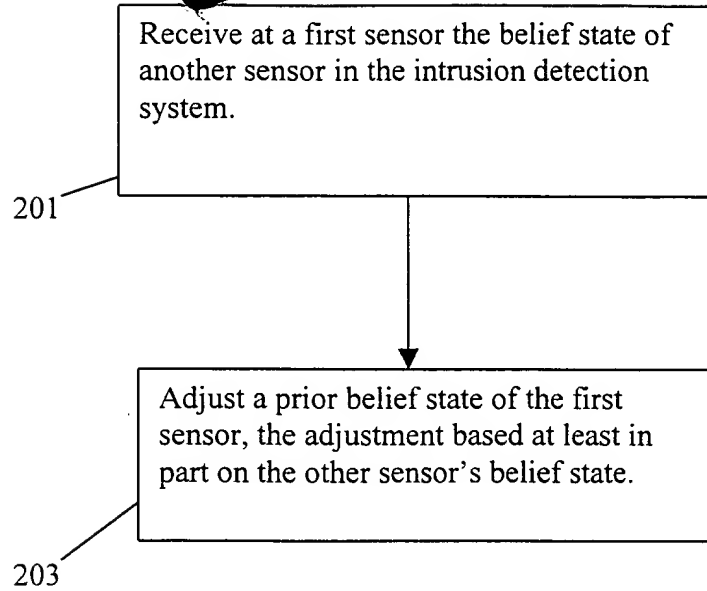 Receive at a first sensor the belief state of
another sensor in the intrusion detection
system.
201
Adjust a prior belief state of the first
sensor, the adjustment based at least in
part on the other sensor's belief state.
203